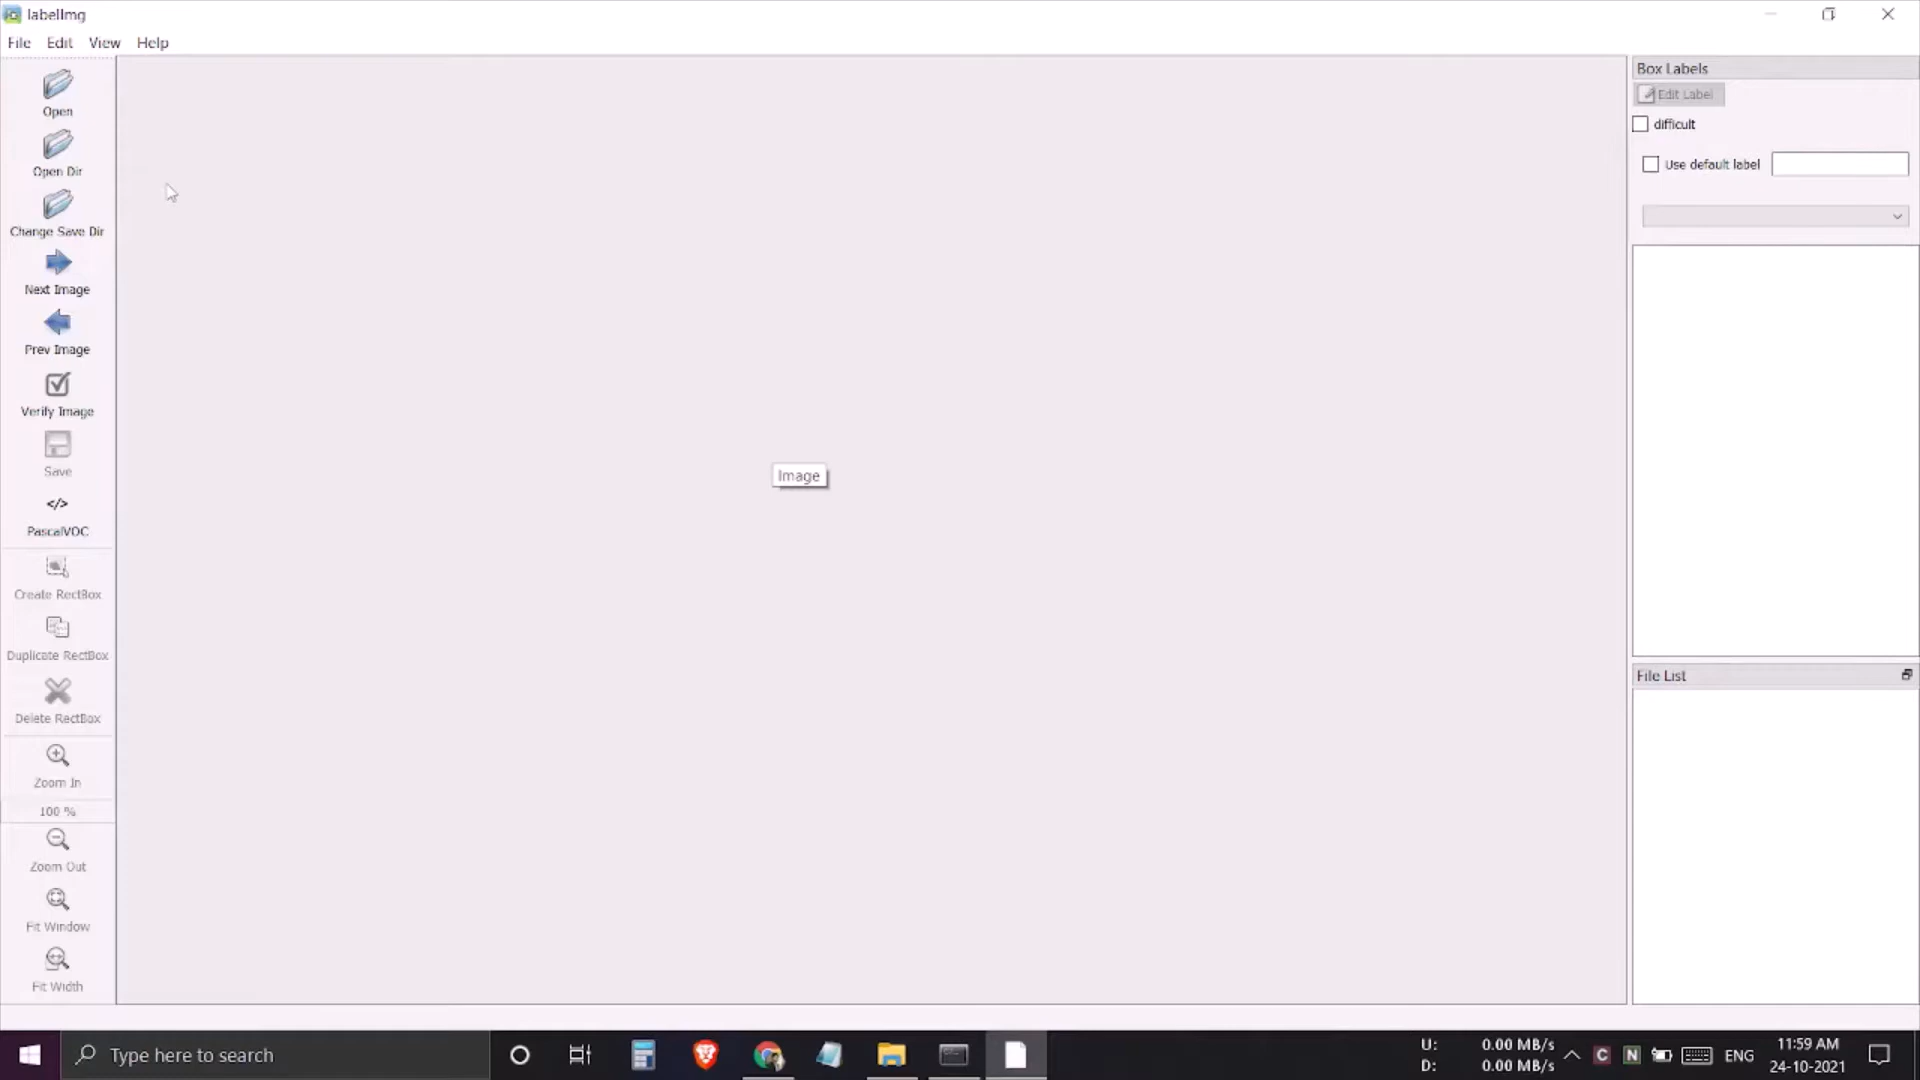 labelImg
File Edit View Help
Open
Open Dir
Change Save Dir
Next Image
Prev Image
Verify Image
Save
</>
PascalVOC
Create RectBox
Duplicate RectBox
Delete RectBox
Zoom In
100 %
Zoom Out
Fit Window
Fit Width
Image
Box Labels
Edit Label
difficult
Use default label
File List
Type here to search
U: 0.00 MB/s
D: 0.00 MB/s
C
N
ENG
11:59 AM
24-10-2021